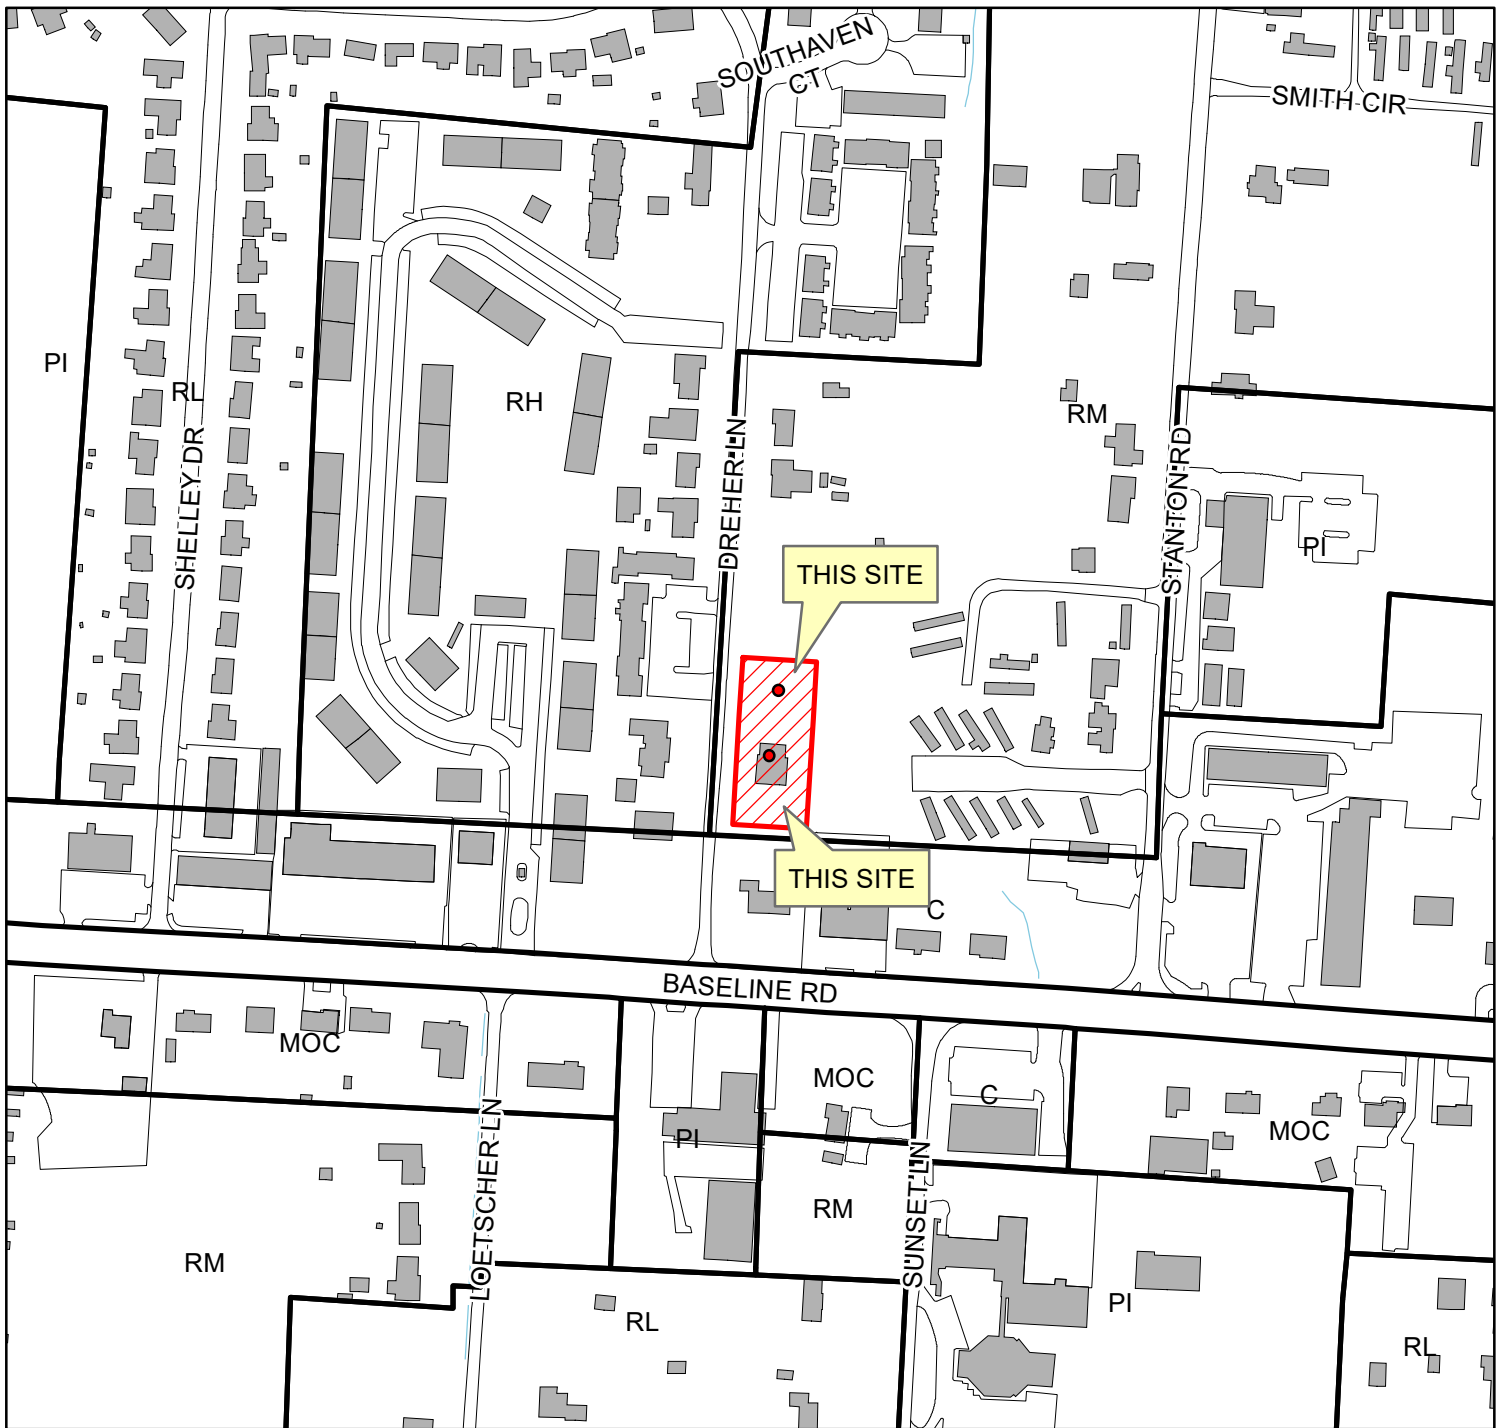 SOUTHAVEN
CT
SMITH CIR
PI
RL
RH
RM
SHELLEY DR
DREHER LN
STANTON RD
PI
THIS SITE
THIS SITE
C
BASELINE RD
MOC
MOC
C
MOC
PI
LOETSCHER LN
SUNSET LN
RM
RM
PI
RL
RL